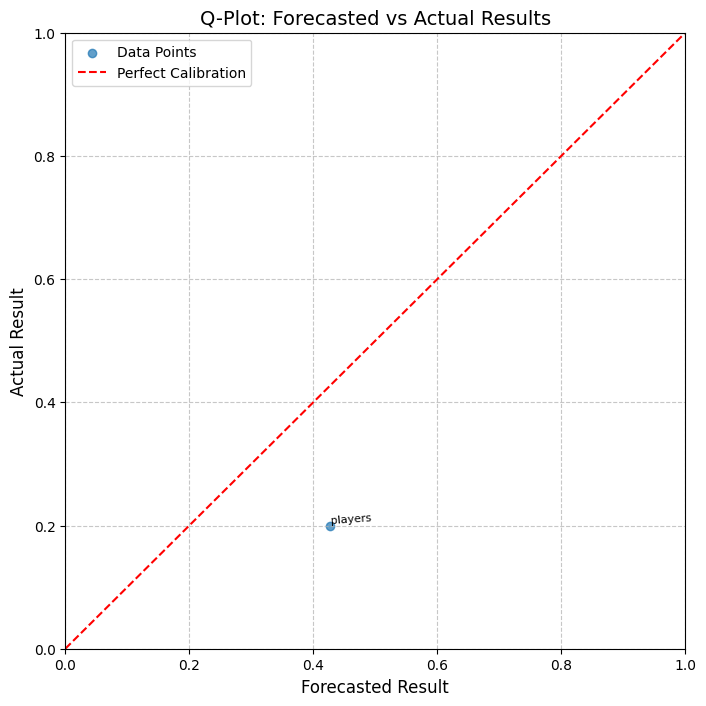 Q-Plot: Forecasted vs Actual Results
1.0
Data Points
Perfect Calibration
0.8
0.6
Actual Result
0.4
players
0.2
0.0
0.0 0.2 0.4 0.6 0.8 1.0
Forecasted Result